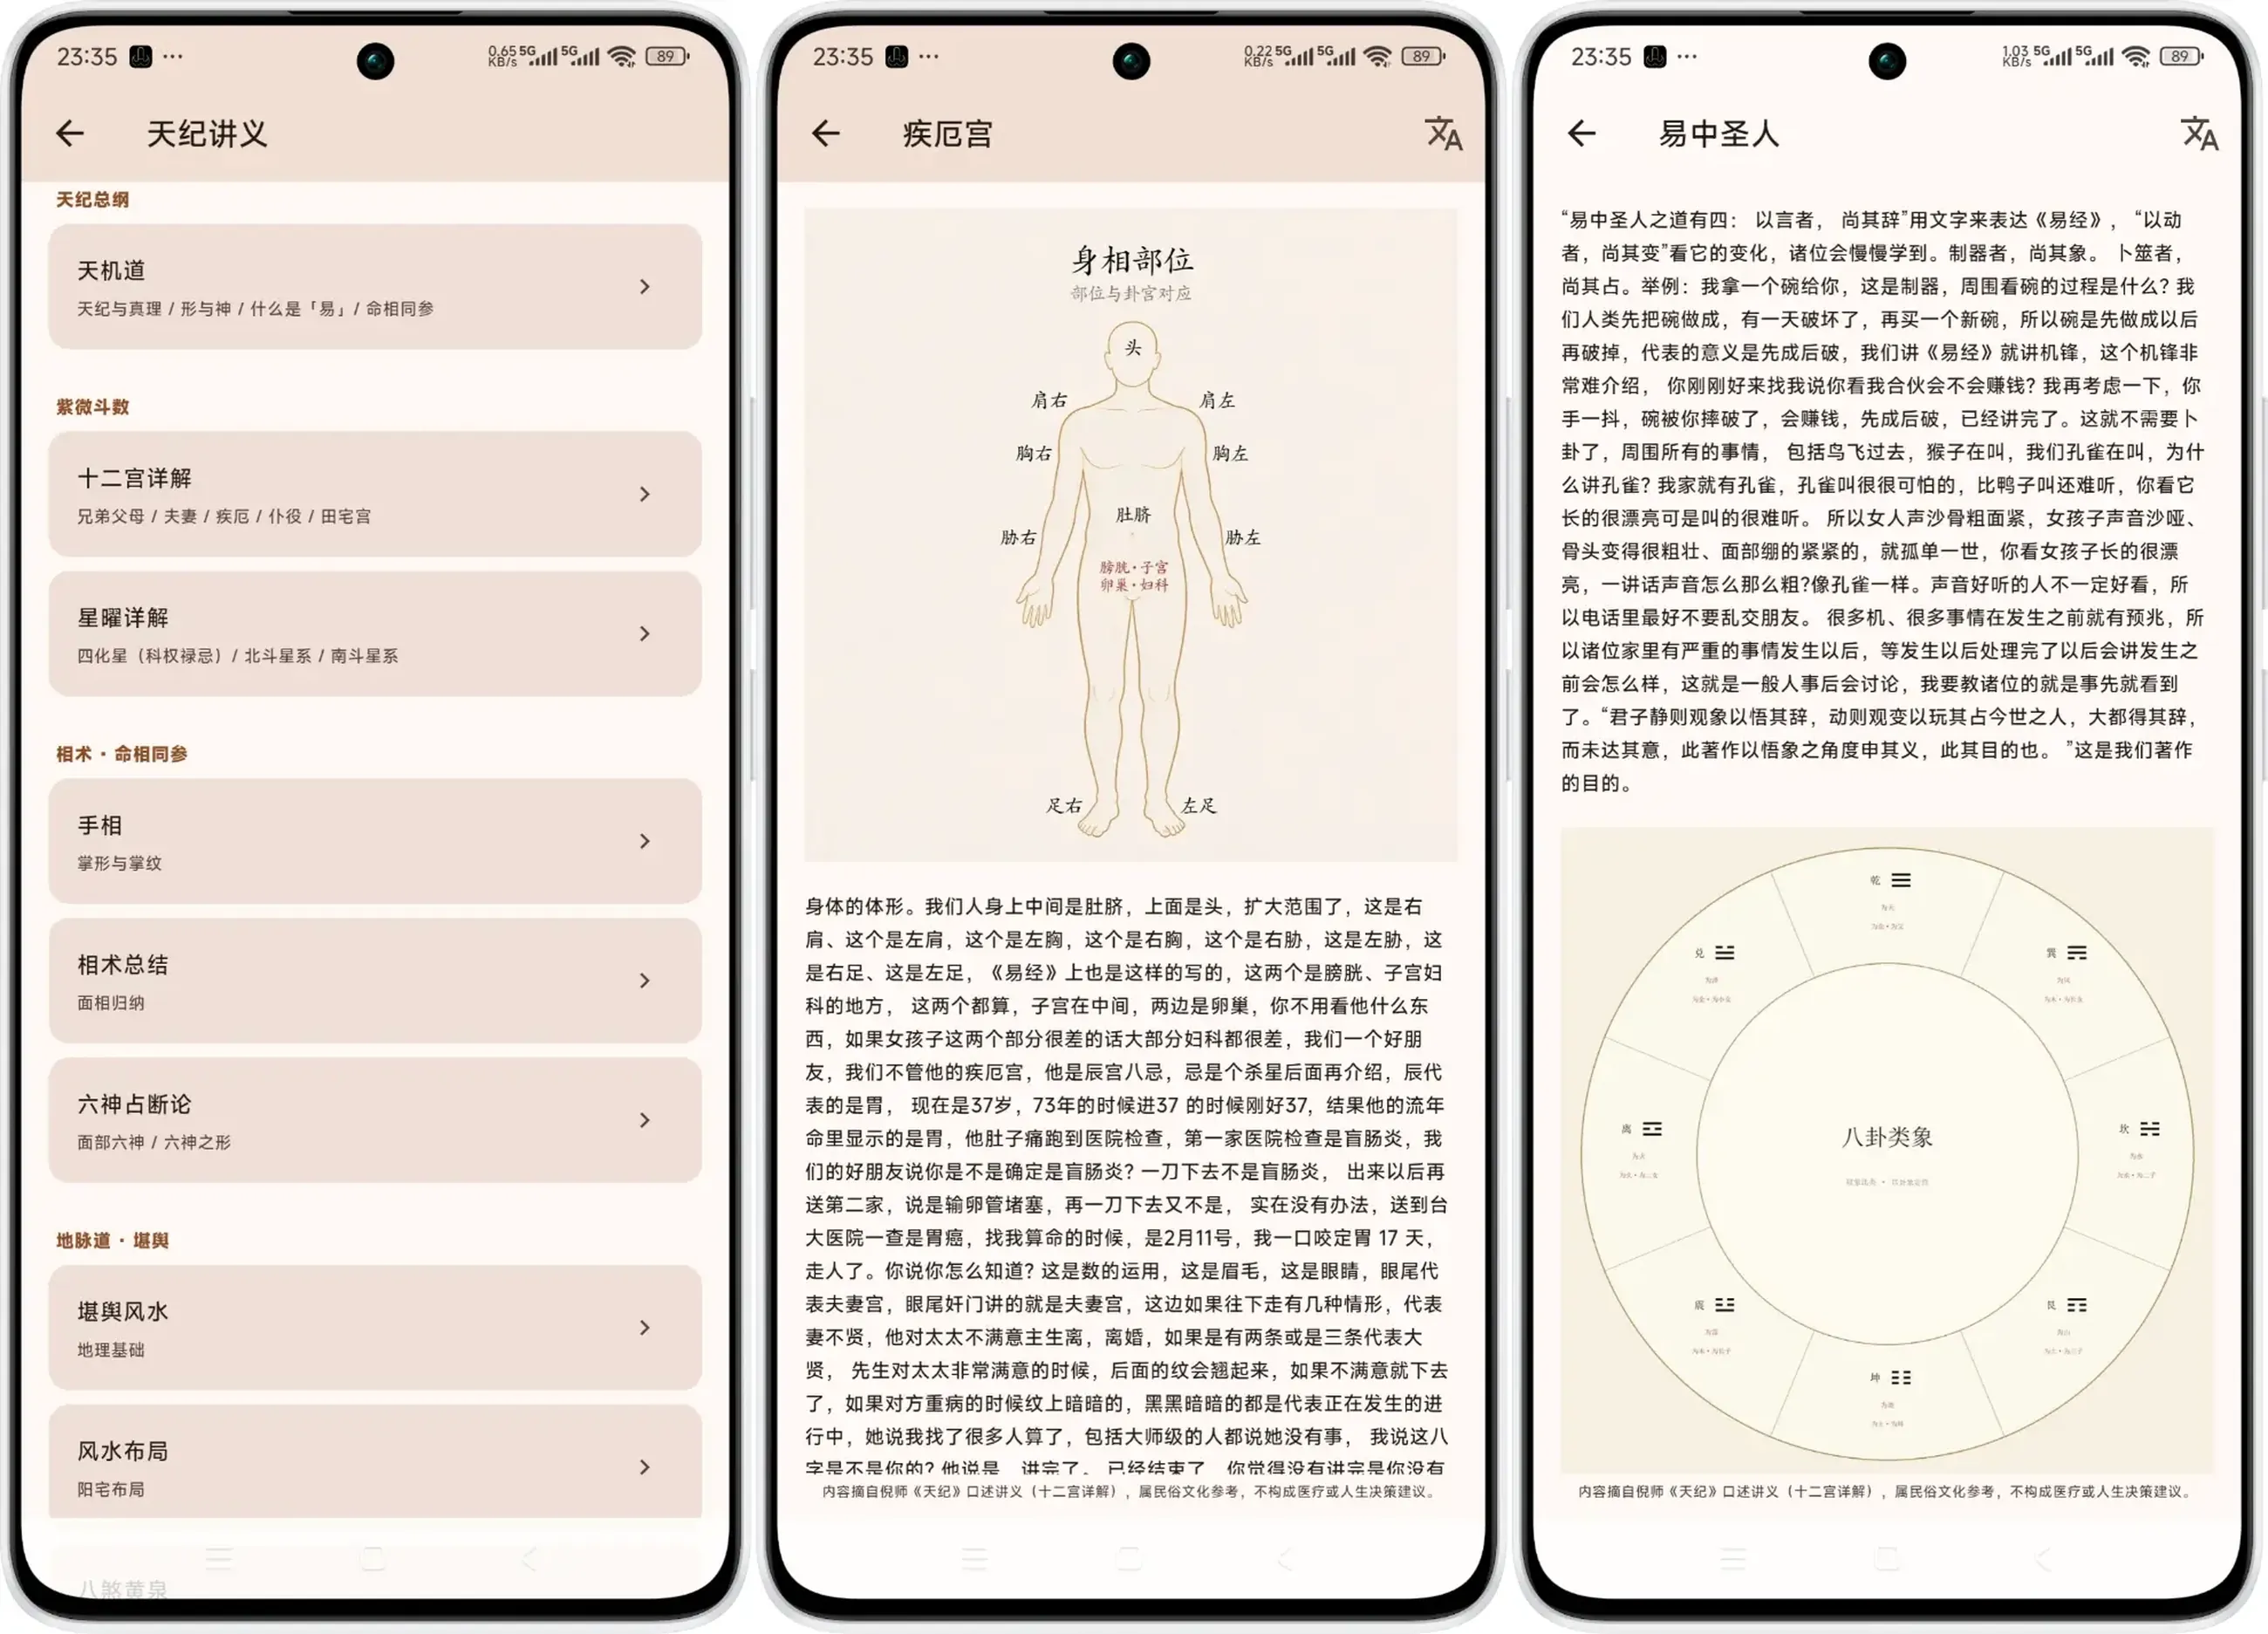 23:35 ···
0.65 KB/s 5G 5G 89
天纪讲义
天纪总纲
天机道
天纪与真理 / 形与神 / 什么是「易」/ 命相同参
紫微斗数
十二宫详解
兄弟父母 / 夫妻 / 疾厄 / 仆役 / 田宅宫
星曜详解
四化星（科权禄忌）/ 北斗星系 / 南斗星系
相术 · 命相同参
手相
掌形与掌纹
相术总结
面相归纳
六神占断论
面部六神 / 六神之形
地脉道 · 堪舆
堪舆风水
地理基础
风水布局
阳宅布局
八煞黄泉
23:35 ···
0.22 KB/s 5G 5G 89
疾厄宫
文A
身相部位
部位与卦宫对应
头
肩右
肩左
胸右
胸左
肚脐
胁右
胁左
膀胱·子宫
卵巢·妇科
足右
左足
身体的体形。我们人身上中间是肚脐，上面是头，扩大范围了，这是右
肩、这个是左肩，这个是左胸，这个是右胸，这个是右胁，这是左胁，这
是右足、这是左足，《易经》上也是这样的写的，这两个是膀胱、子宫妇
科的地方， 这两个都算，子宫在中间，两边是卵巢，你不用看他什么东
西，如果女孩子这两个部分很差的话大部分妇科都很差，我们一个好朋
友，我们不管他的疾厄宫，他是辰宫八忌，忌是个杀星后面再介绍，辰代
表的是胃， 现在是37岁，73年的时候进37 的时候刚好37，结果他的流年
命里显示的是胃，他肚子痛跑到医院检查，第一家医院检查是盲肠炎，我
们的好朋友说你是不是确定是盲肠炎？一刀下去不是盲肠炎， 出来以后再
送第二家，说是输卵管堵塞，再一刀下去又不是， 实在没有办法，送到台
大医院一查是胃癌，找我算命的时候，是2月11号，我一口咬定胃 17 天，
走人了。你说你怎么知道？这是数的运用，这是眉毛，这是眼睛，眼尾代
表夫妻宫，眼尾奸门讲的就是夫妻宫，这边如果往下走有几种情形，代表
妻不贤，他对太太不满意主生离，离婚，如果是有两条或是三条代表大
贤， 先生对太太非常满意的时候，后面的纹会翘起来，如果不满意就下去
了，如果对方重病的时候纹上暗暗的，黑黑暗暗的都是代表正在发生的进
行中，她说我找了很多人算了，包括大师级的人都说她没有事， 我说这八
字是不是你的？他说是，讲完了。 已经结束了，你觉得没有讲完是你没有
内容摘自倪师《天纪》口述讲义（十二宫详解），属民俗文化参考，不构成医疗或人生决策建议。
23:35 ···
1.03 KB/s 5G 5G 89
易中圣人
文A
“易中圣人之道有四： 以言者， 尚其辞”用文字来表达《易经》， “以动
者，尚其变”看它的变化，诸位会慢慢学到。制器者，尚其象。 卜筮者，
尚其占。举例：我拿一个碗给你，这是制器，周围看碗的过程是什么？我
们人类先把碗做成，有一天破坏了，再买一个新碗，所以碗是先做成以后
再破掉，代表的意义是先成后破，我们讲《易经》就讲机锋，这个机锋非
常难介绍， 你刚刚好来找我说你看我合伙会不会赚钱？我再考虑一下，你
手一抖，碗被你摔破了，会赚钱，先成后破，已经讲完了。这就不需要卜
卦了，周围所有的事情， 包括鸟飞过去，猴子在叫，我们孔雀在叫，为什
么讲孔雀？我家就有孔雀，孔雀叫很很可怕的，比鸭子叫还难听，你看它
长的很漂亮可是叫的很难听。 所以女人声沙骨粗面紧，女孩子声音沙哑、
骨头变得很粗壮、面部绷的紧紧的，就孤单一世，你看女孩子长的很漂
亮，一讲话声音怎么那么粗?像孔雀一样。声音好听的人不一定好看，所
以电话里最好不要乱交朋友。 很多机、很多事情在发生之前就有预兆，所
以诸位家里有严重的事情发生以后，等发生以后处理完了以后会讲发生之
前会怎么样，这就是一般人事后会讨论，我要教诸位的就是事先就看到
了。“君子静则观象以悟其辞，动则观变以玩其占今世之人，大都得其辞，
而未达其意，此著作以悟象之角度申其义，此其目的也。 ”这是我们著作
的目的。
乾 ☰
兑 ☱
巽 ☴
离 ☲
八卦类象
坎 ☵
震 ☳
艮 ☶
坤 ☷
内容摘自倪师《天纪》口述讲义（十二宫详解），属民俗文化参考，不构成医疗或人生决策建议。